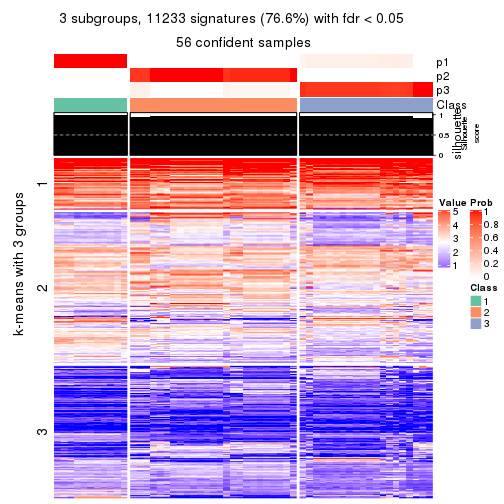 3 subgroups, 11233 signatures (76.6%) with fdr < 0.05
56 confident samples
p1
p2
p3
Class
1
0.5
0
silhouette
Silhouette
score
k-means with 3 groups
1
2
3
Value
5
4
3
2
1
Prob
1
0.8
0.6
0.4
0.2
0
Class
1
2
3